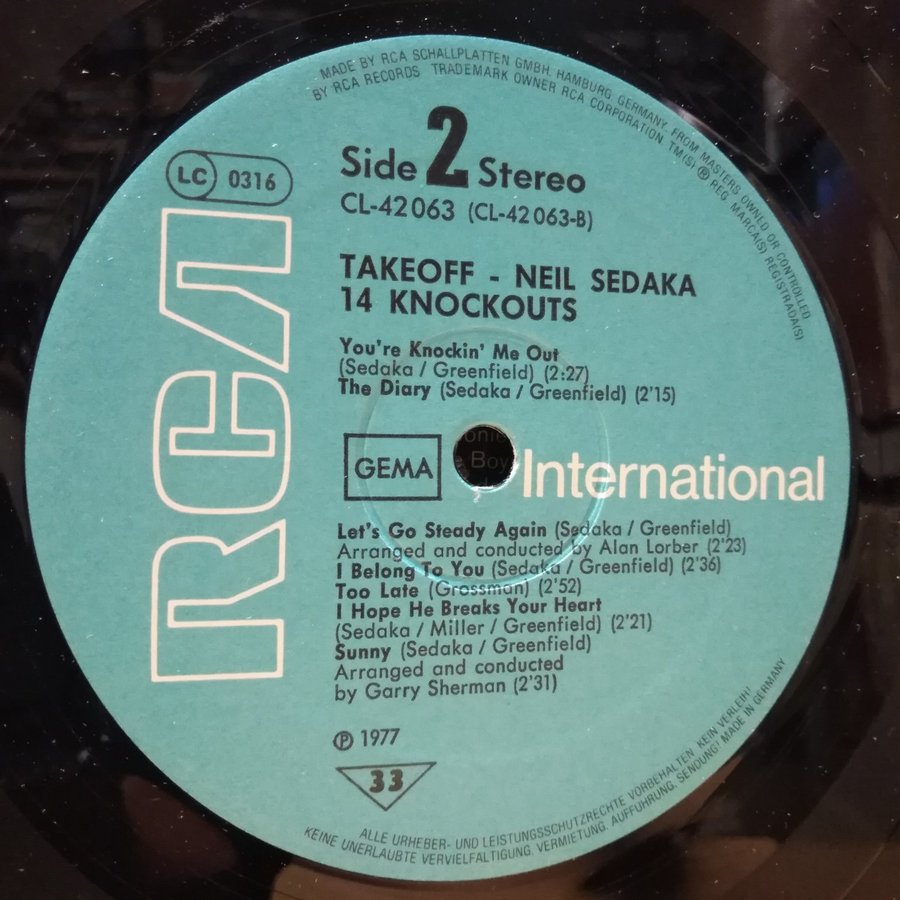 MADE BY RCA SCHALLPLATTEN GMBH. HAMBURG, GERMANY. FROM MASTERS OWNED OR CONTROLLED
BY RCA RECORDS TRADEMARK OWNER RCA CORPORATION. TM(S) ® REG. MARCA(S) REGISTRADA(S)
LC 0316
Side 2 Stereo
CL-42063 (CL-42063-B)
RCA
TAKEOFF - NEIL SEDAKA
14 KNOCKOUTS
You're Knockin' Me Out
(Sedaka / Greenfield) (2:27)
The Diary (Sedaka / Greenfield) (2'15)
GEMA
International
Let's Go Steady Again (Sedaka / Greenfield)
Arranged and conducted by Alan Lorber (2'23)
I Belong To You (Sedaka / Greenfield) (2'36)
Too Late (Grossman) (2'52)
I Hope He Breaks Your Heart
(Sedaka / Miller / Greenfield) (2'21)
Sunny (Sedaka / Greenfield)
Arranged and conducted
by Garry Sherman (2'31)
℗ 1977
33
ALLE URHEBER- UND LEISTUNGSSCHUTZRECHTE VORBEHALTEN. KEIN VERLEIH!
KEINE UNERLAUBTE VERVIELFÄLTIGUNG, VERMIETUNG, AUFFÜHRUNG, SENDUNG! MADE IN GERMANY